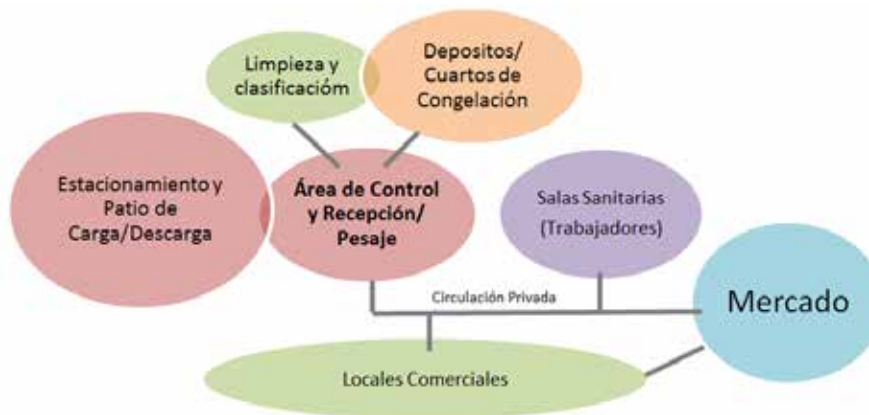 Limpieza y
clasificacióm
Depositos/
Cuartos de
Congelación
Estacionamiento y
Patio de
Carga/Descarga
Área de Control
y Recepción/
Pesaje
Salas Sanitarias
(Trabajadores)
Circulación Privada
Mercado
Locales Comerciales